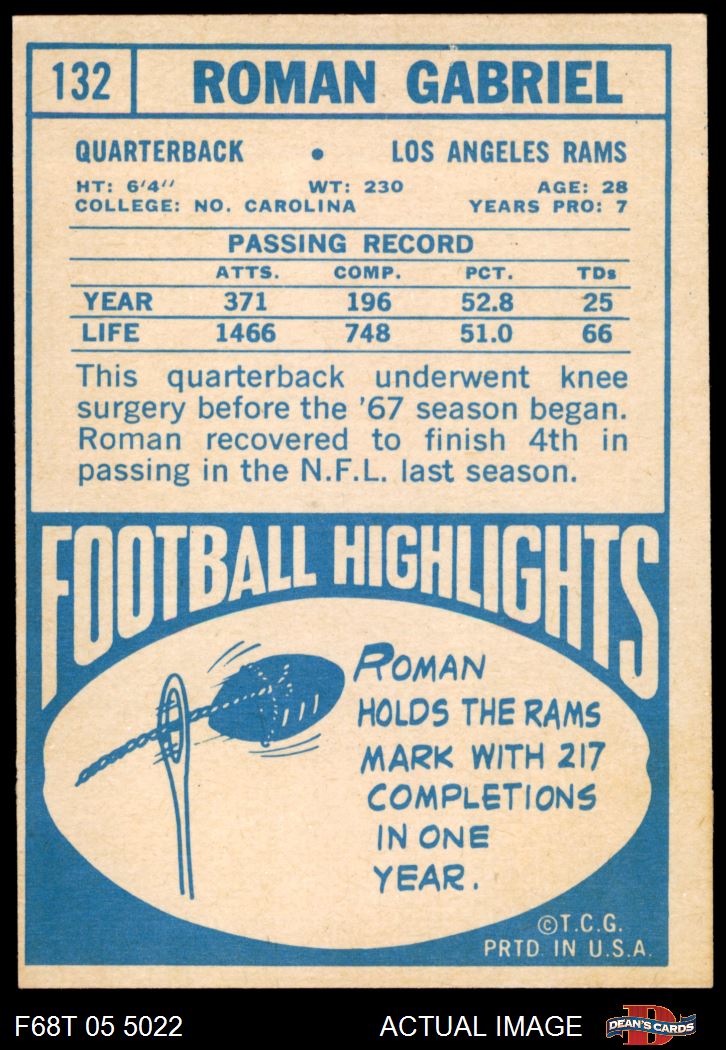 132 ROMAN GABRIEL
QUARTERBACK • LOS ANGELES RAMS
HT: 6'4" WT: 230 AGE: 28
COLLEGE: NO. CAROLINA YEARS PRO: 7
PASSING RECORD
ATTS. COMP. PCT. TDs
YEAR 371 196 52.8 25
LIFE 1466 748 51.0 66
This quarterback underwent knee
surgery before the '67 season began.
Roman recovered to finish 4th in
passing in the N.F.L. last season.
FOOTBALL HIGHLIGHTS
ROMAN
HOLDS THE RAMS
MARK WITH 217
COMPLETIONS
IN ONE
YEAR.
©T.C.G.
PRTD. IN U.S.A.
F68T 05 5022 ACTUAL IMAGE D DEAN'S CARDS